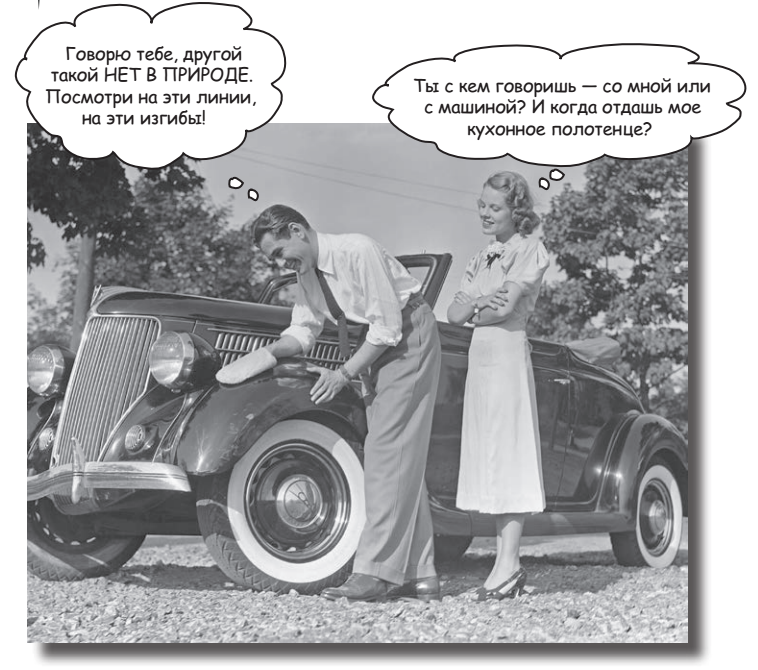 Говорю тебе, другой
такой НЕТ В ПРИРОДЕ.
Посмотри на эти линии,
на эти изгибы!
Ты с кем говоришь — со мной или
с машиной? И когда отдашь мое
кухонное полотенце?